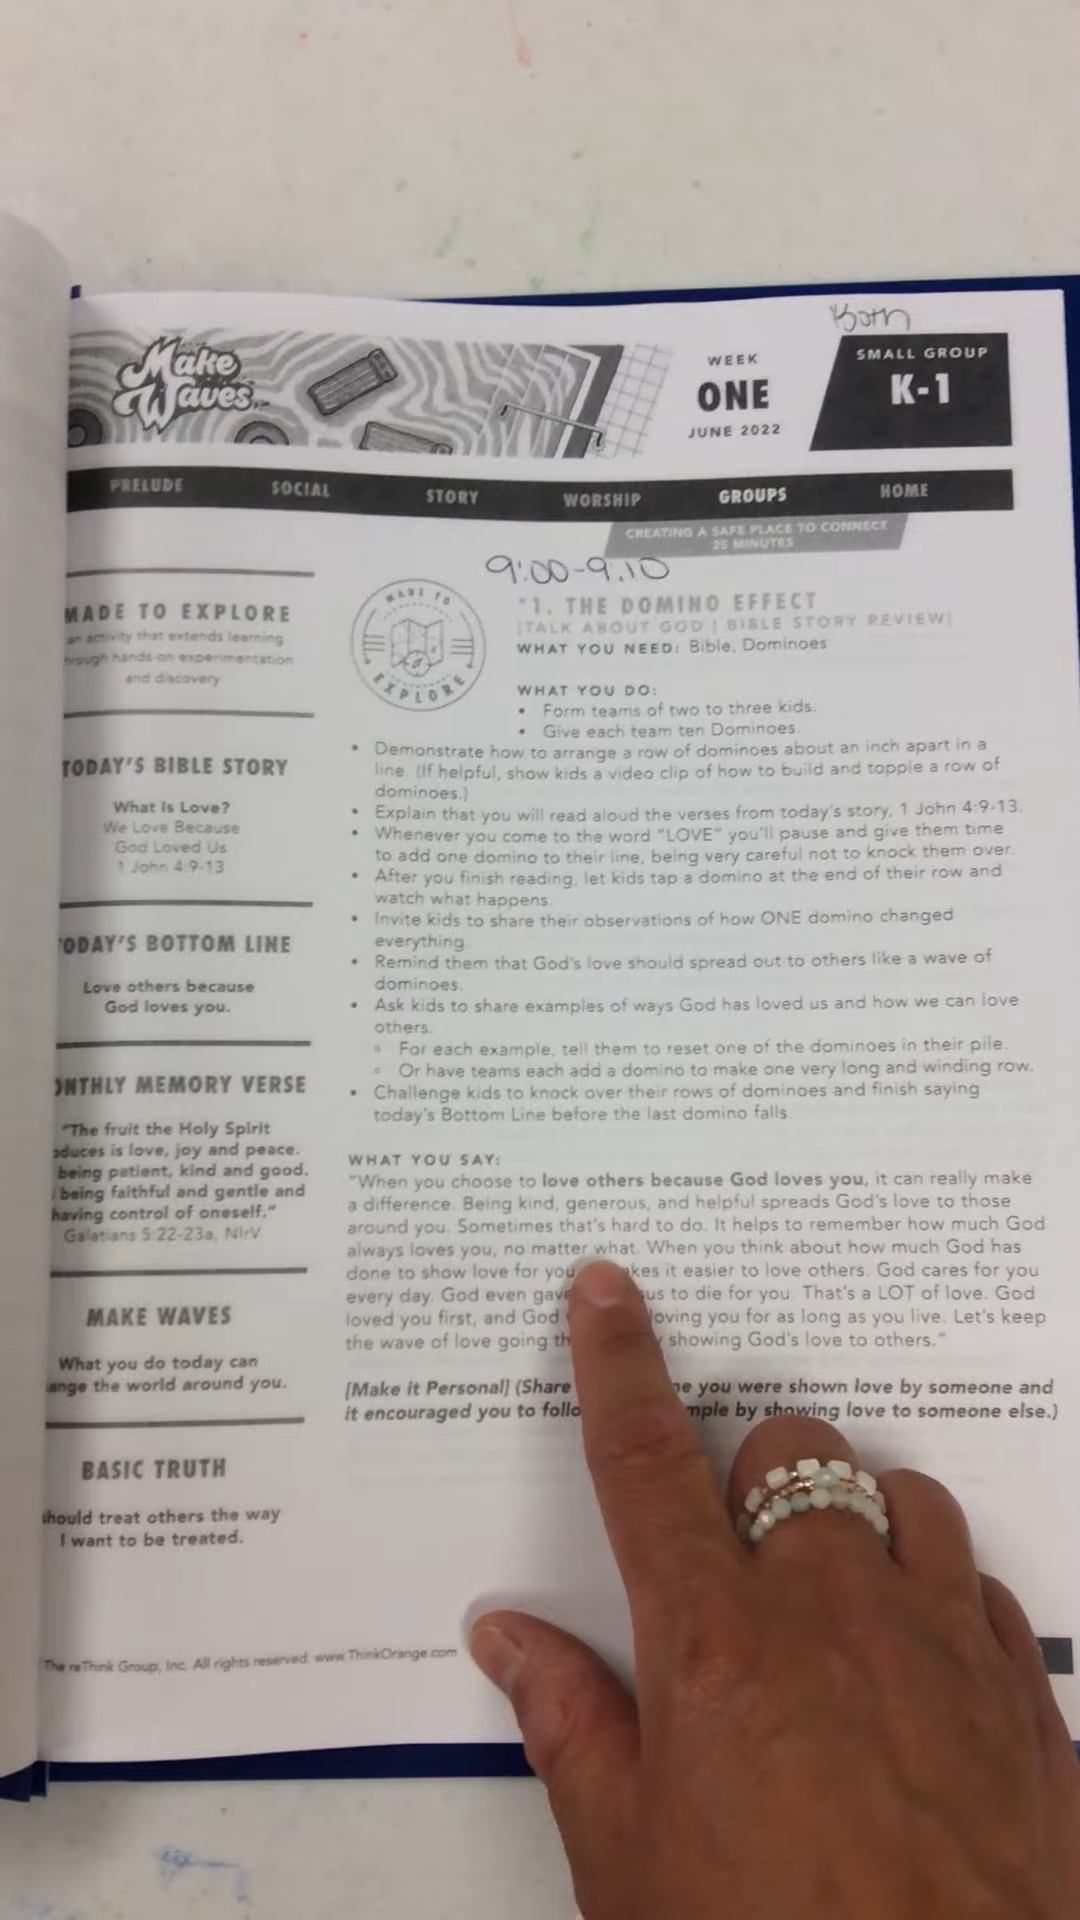 Both
Make
Waves
WEEK
ONE
JUNE 2022
SMALL GROUP
K-1
PRELUDE SOCIAL STORY WORSHIP GROUPS HOME
CREATING A SAFE PLACE TO CONNECT
25 MINUTES
MADE TO EXPLORE
an activity that extends learning
through hands-on experimentation
and discovery
TODAY'S BIBLE STORY
What Is Love?
We Love Because
God Loved Us
1 John 4:9-13
TODAY'S BOTTOM LINE
Love others because
God loves you.
MONTHLY MEMORY VERSE
"The fruit the Holy Spirit
is love, joy and peace.
being patient, kind and good.
being faithful and gentle and
having control of oneself."
Galatians 5:22-23a, NIrV
MAKE WAVES
What you do today can
the world around you.
BASIC TRUTH
should treat others the way
I want to be treated.
9:00-9:10
MADE TO
EXPLORE
*1. THE DOMINO EFFECT
[TALK ABOUT GOD | BIBLE STORY REVIEW]
WHAT YOU NEED: Bible, Dominoes
WHAT YOU DO:
• Form teams of two to three kids.
• Give each team ten Dominoes.
• Demonstrate how to arrange a row of dominoes about an inch apart in a
line. (If helpful, show kids a video clip of how to build and topple a row of
dominoes.)
• Explain that you will read aloud the verses from today's story, 1 John 4:9-13.
• Whenever you come to the word "LOVE" you'll pause and give them time
to add one domino to their line, being very careful not to knock them over.
• After you finish reading, let kids tap a domino at the end of their row and
watch what happens.
• Invite kids to share their observations of how ONE domino changed
everything.
• Remind them that God's love should spread out to others like a wave of
dominoes.
• Ask kids to share examples of ways God has loved us and how we can love
others.
◦ For each example, tell them to reset one of the dominoes in their pile.
◦ Or have teams each add a domino to make one very long and winding row.
• Challenge kids to knock over their rows of dominoes and finish saying
today's Bottom Line before the last domino falls.
WHAT YOU SAY:
"When you choose to love others because God loves you, it can really make
a difference. Being kind, generous, and helpful spreads God's love to those
around you. Sometimes that's hard to do. It helps to remember how much God
always loves you, no matter what. When you think about how much God has
done to show love for you it easier to love others. God cares for you
every day. God even gave to die for you. That's a LOT of love. God
loved you first, and God loving you for as long as you live. Let's keep
the wave of love going showing God's love to others."
[Make it Personal] (Share you were shown love by someone and
it encouraged you to by showing love to someone else.)
The reThink Group, Inc. All rights reserved. www.ThinkOrange.com